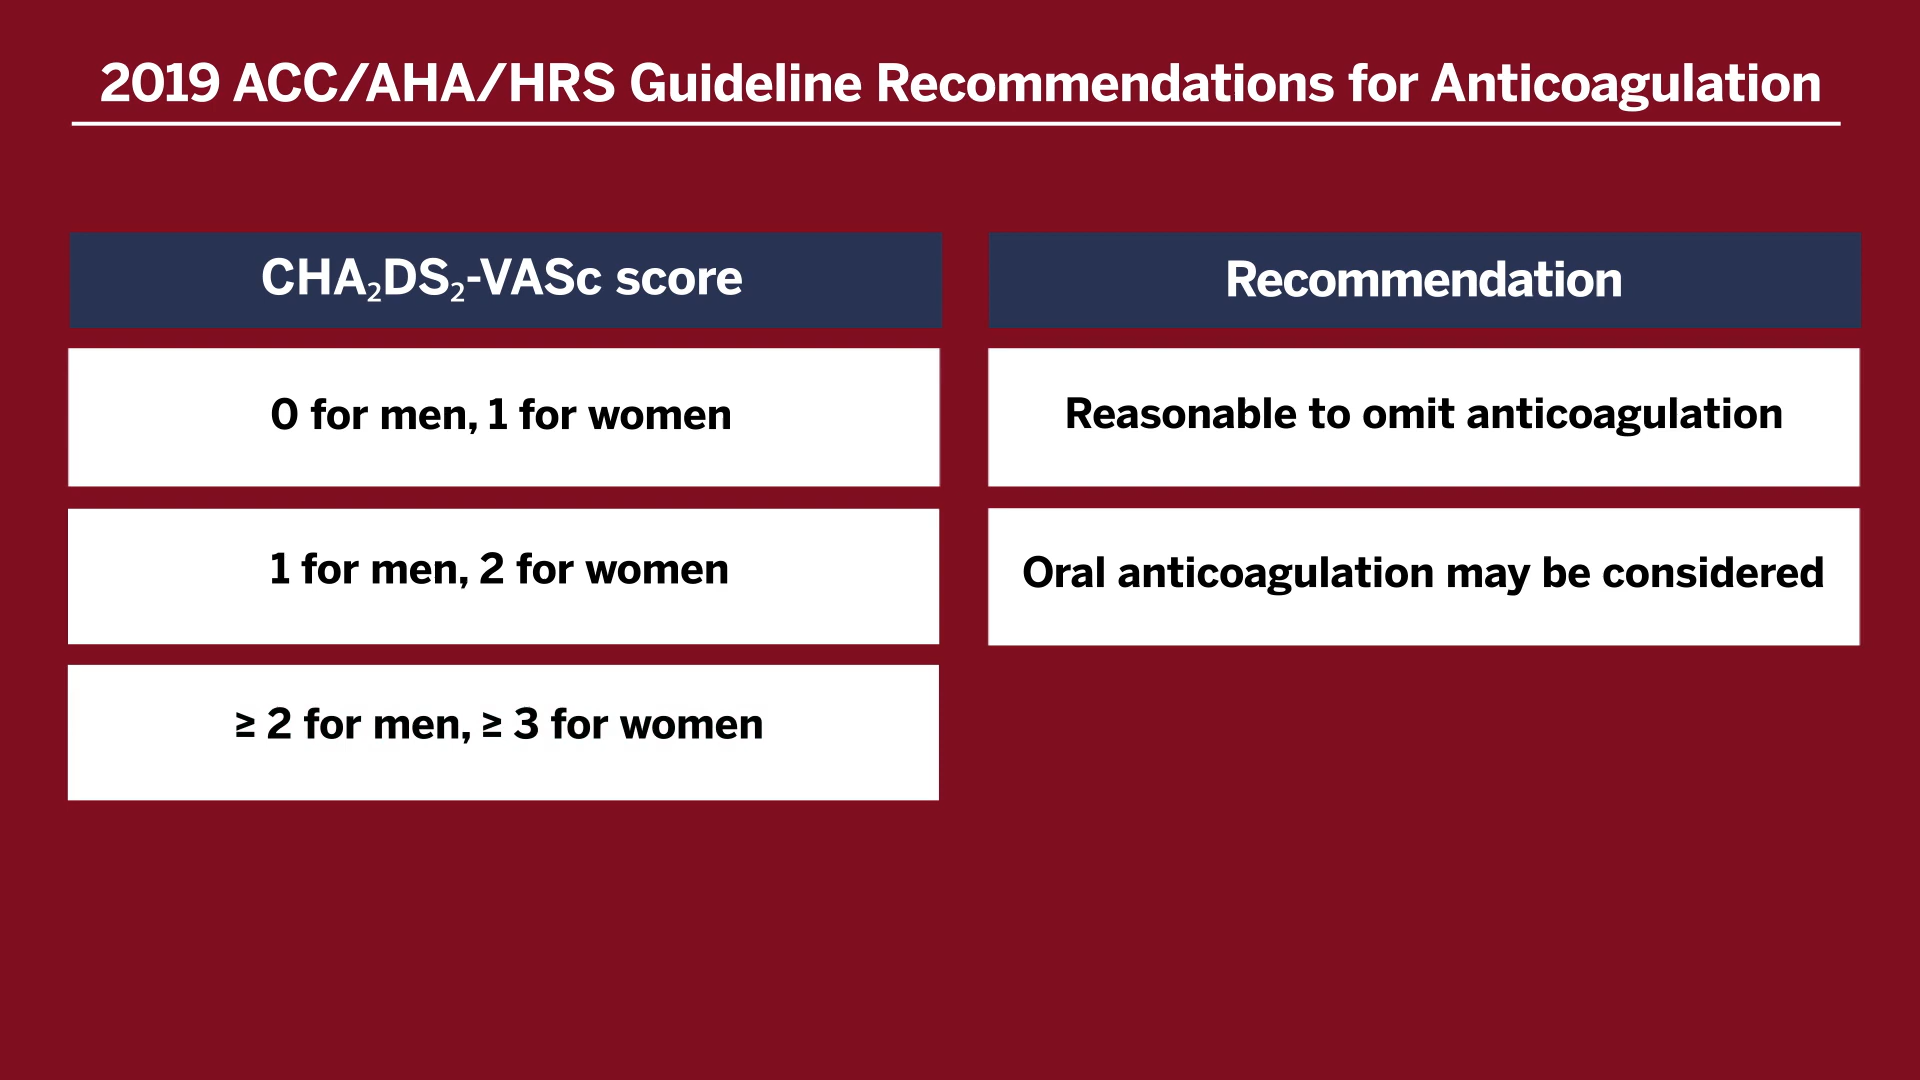 2019 ACC/AHA/HRS Guideline Recommendations for Anticoagulation
CHA₂DS₂-VASc score
Recommendation
0 for men, 1 for women
Reasonable to omit anticoagulation
1 for men, 2 for women
Oral anticoagulation may be considered
≥ 2 for men, ≥ 3 for women